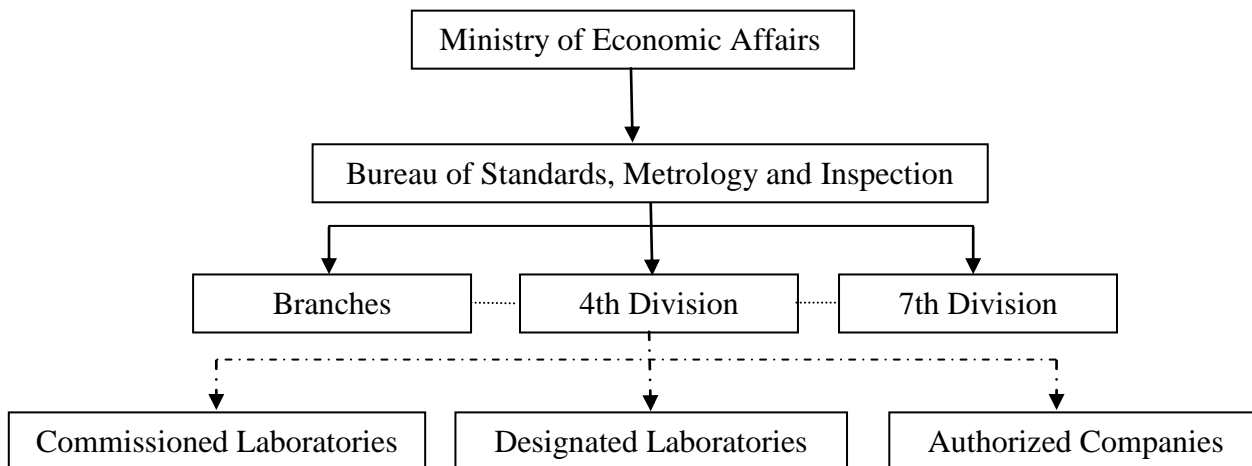 Ministry of Economic Affairs
Bureau of Standards, Metrology and Inspection
Branches
4th Division
7th Division
Commissioned Laboratories
Designated Laboratories
Authorized Companies